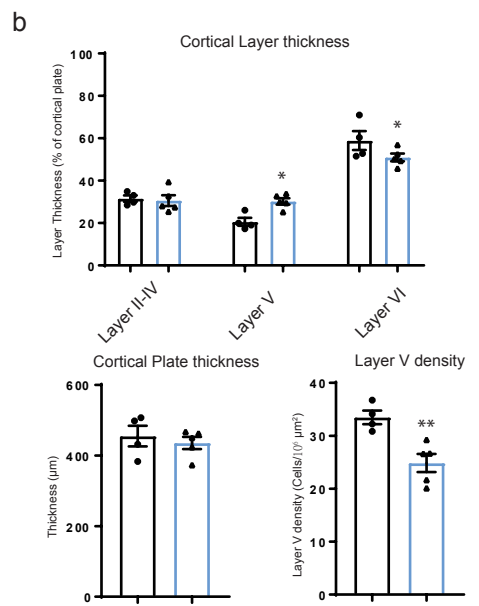 b
Cortical Layer thickness
Layer Thickness (% of cortical plate)
100
80
60
40
20
0
*
*
Layer II-IV
Layer V
Layer VI
Cortical Plate thickness
Thickness (μm)
600
400
200
0
Layer V density
Layer V density (Cells/10⁶ μm²)
40
30
20
10
0
**